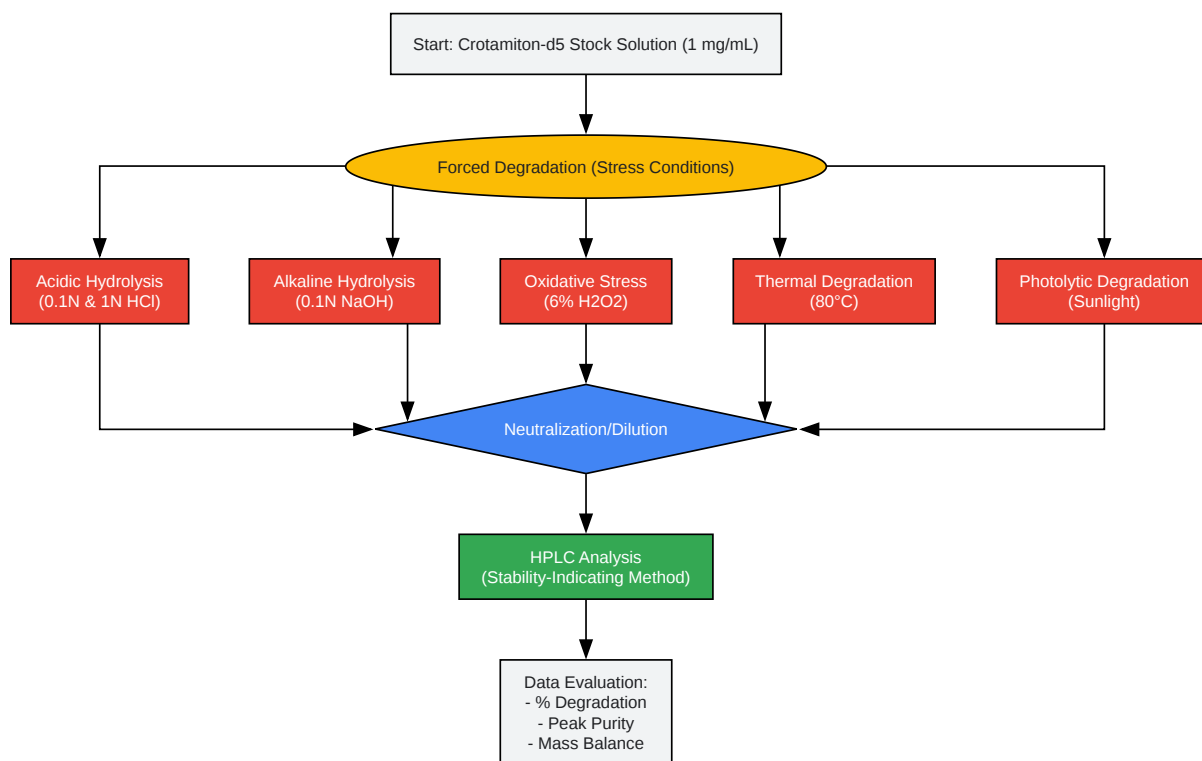 Start: Crotamiton-d5 Stock Solution (1 mg/mL)
Forced Degradation (Stress Conditions)
Acidic Hydrolysis
(0.1N & 1N HCl)
Alkaline Hydrolysis
(0.1N NaOH)
Oxidative Stress
(6% H2O2)
Thermal Degradation
(80°C)
Photolytic Degradation
(Sunlight)
Neutralization/Dilution
HPLC Analysis
(Stability-Indicating Method)
Data Evaluation:
- % Degradation
- Peak Purity
- Mass Balance